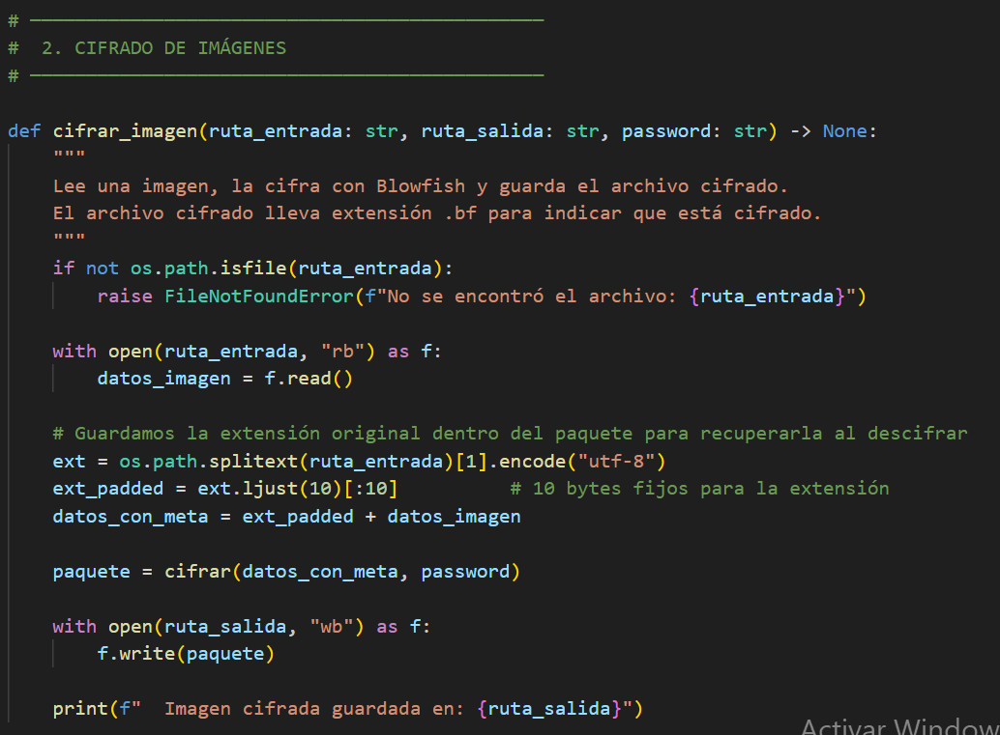 # ──────────────────────────────────────────────
#  2. CIFRADO DE IMÁGENES
# ──────────────────────────────────────────────

def cifrar_imagen(ruta_entrada: str, ruta_salida: str, password: str) -> None:
    """
    Lee una imagen, la cifra con Blowfish y guarda el archivo cifrado.
    El archivo cifrado lleva extensión .bf para indicar que está cifrado.
    """
    if not os.path.isfile(ruta_entrada):
        raise FileNotFoundError(f"No se encontró el archivo: {ruta_entrada}")

    with open(ruta_entrada, "rb") as f:
        datos_imagen = f.read()

    # Guardamos la extensión original dentro del paquete para recuperarla al descifrar
    ext = os.path.splitext(ruta_entrada)[1].encode("utf-8")
    ext_padded = ext.ljust(10)[:10]          # 10 bytes fijos para la extensión
    datos_con_meta = ext_padded + datos_imagen

    paquete = cifrar(datos_con_meta, password)

    with open(ruta_salida, "wb") as f:
        f.write(paquete)

    print(f"  Imagen cifrada guardada en: {ruta_salida}")
Activar Window